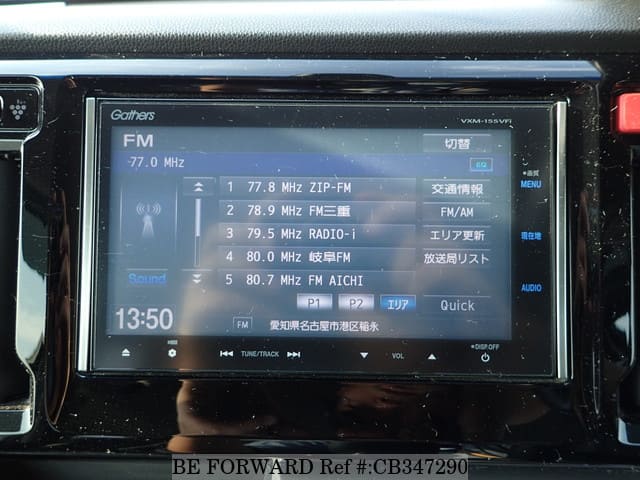 Gathers
VXM-155VFi
FM
切替
77.0 MHz
EQ
1 77.8 MHz ZIP-FM
2 78.9 MHz FM三重
3 79.5 MHz RADIO-i
4 80.0 MHz 岐阜FM
5 80.7 MHz FM AICHI
交通情報
FM/AM
エリア更新
放送局リスト
Sound
P1 P2 エリア
Quick
13:50
FM 愛知県名古屋市港区稲永
●画質
MENU
現在地
AUDIO
TUNE/TRACK
VOL
●DISP.OFF
BE FORWARD Ref #:CB347290